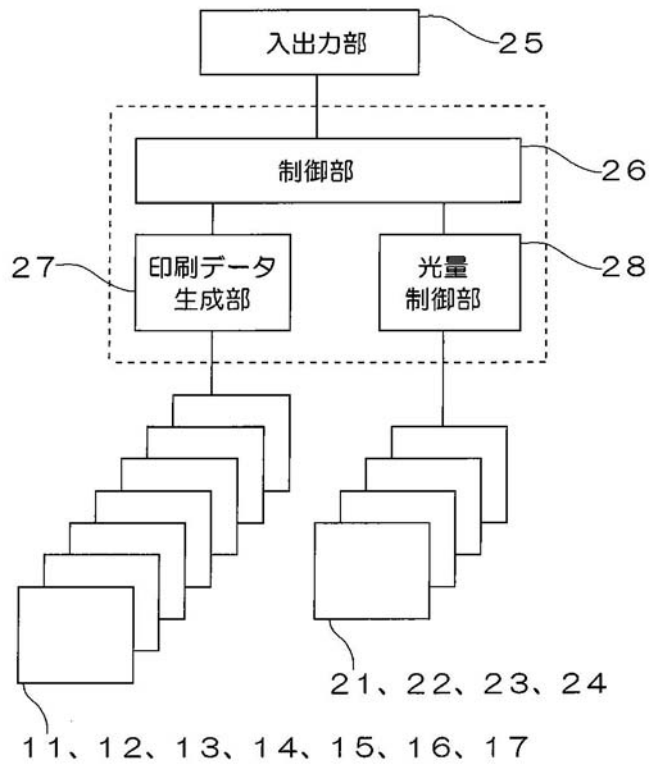 入出力部
２５
制御部
２６
２７
印刷データ
生成部
光量
制御部
２８
２１、２２、２３、２４
１１、１２、１３、１４、１５、１６、１７